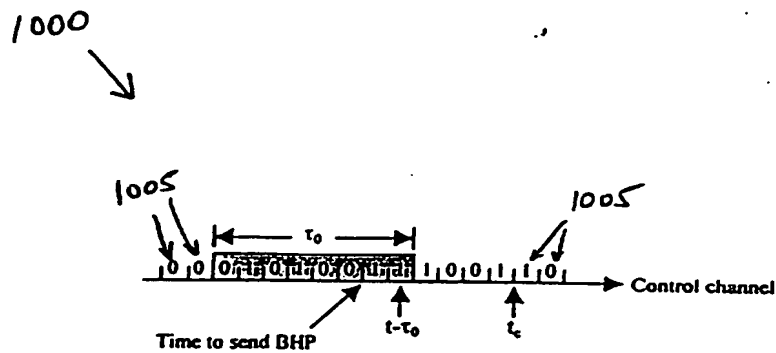 1000
1005
1005
τ₀
0 0 0 1 0 1 0 0 1 1 1 0 0 1 1 0
Control channel
Time to send BHP
t-τ₀
t_c